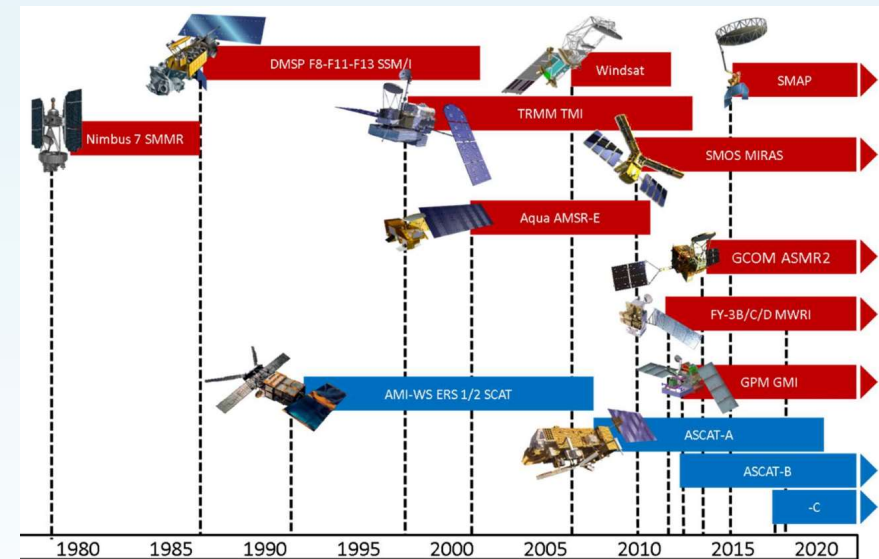 DMSP F8-F11-F13 SSM/I
Windsat
SMAP
TRMM TMI
Nimbus 7 SMMR
SMOS MIRAS
Aqua AMSR-E
GCOM ASMR2
FY-3B/C/D MWRI
GPM GMI
AMI-WS ERS 1/2 SCAT
ASCAT-A
ASCAT-B
-C
1980 1985 1990 1995 2000 2005 2010 2015 2020